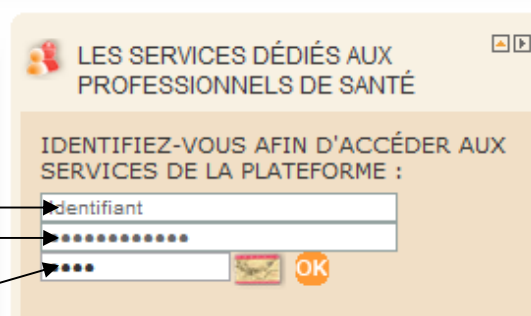 LES SERVICES DÉDIÉS AUX
PROFESSIONNELS DE SANTÉ
IDENTIFIEZ-VOUS AFIN D'ACCÉDER AUX
SERVICES DE LA PLATEFORME :
Identifiant
••••••••••••
••••
OK